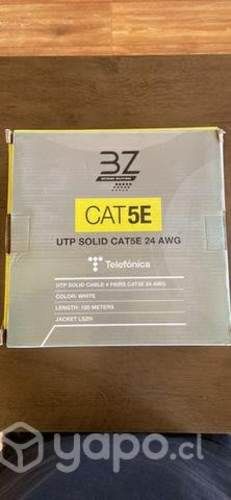 3Z
CAT5E
UTP SOLID CAT5E 24 AWG
Telefónica
UTP SOLID CABLE 4 PAIRS CAT5E 24 AWG
COLOR: WHITE
LENGTH: 100 METERS
JACKET LSZH
yapo.cl